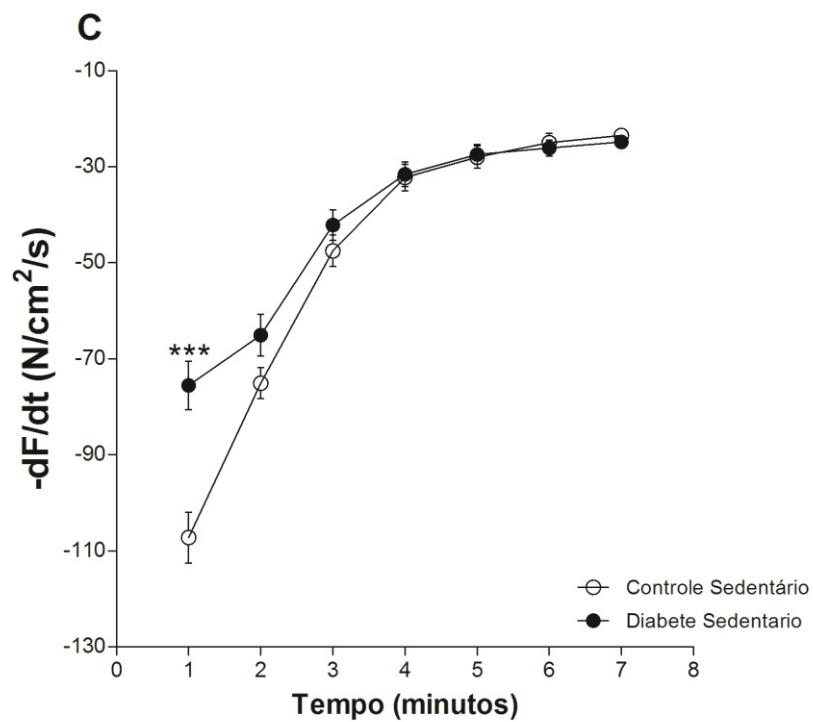 C
-dF/dt (N/cm²/s)
-10
-30
-50
-70
-90
-110
-130
***
Controle Sedentário
Diabete Sedentario
0 1 2 3 4 5 6 7 8
Tempo (minutos)